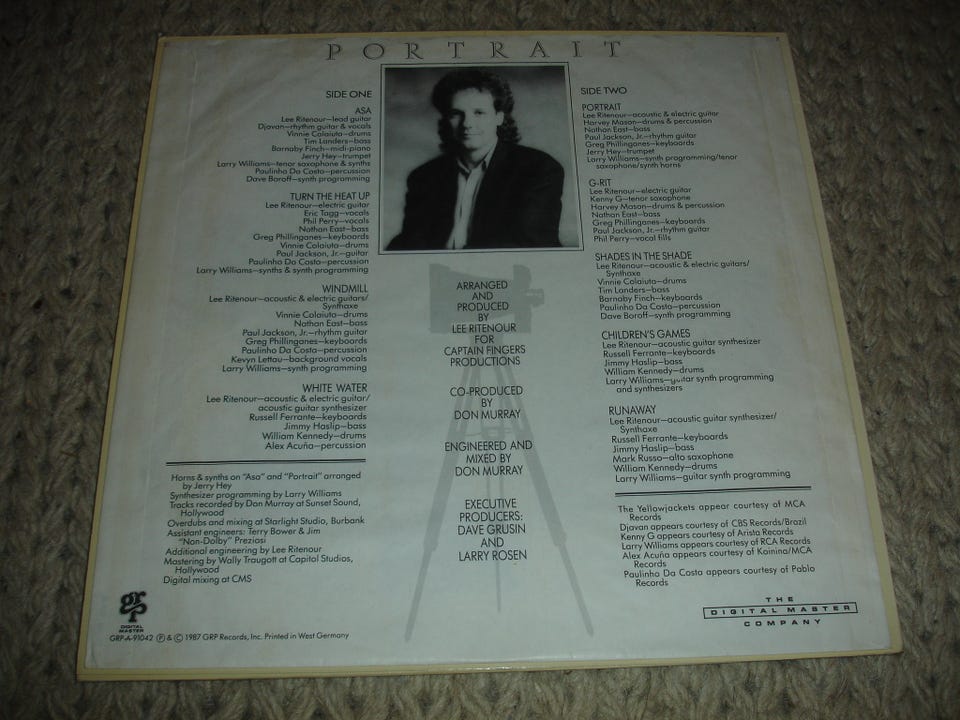 PORTRAIT
SIDE ONE
ASA
Lee Ritenour—lead guitar
Djavan—rhythm guitar & vocals
Vinnie Colaiuta—drums
Tim Landers—bass
Barnaby Finch—midi-piano
Jerry Hey—trumpet
Larry Williams—tenor saxophone & synths
Paulinho Da Costa—percussion
Dave Boroff—synth programming
TURN THE HEAT UP
Lee Ritenour—electric guitar
Eric Tagg—vocals
Phil Perry—vocals
Nathan East—bass
Greg Phillinganes—keyboards
Vinnie Colaiuta—drums
Paul Jackson, Jr.—guitar
Paulinho Da Costa—percussion
Larry Williams—synths & synth programming
WINDMILL
Lee Ritenour—acoustic & electric guitars/
Synthaxe
Vinnie Colaiuta—drums
Nathan East—bass
Paul Jackson, Jr.—rhythm guitar
Greg Phillinganes—keyboards
Paulinho Da Costa—percussion
Kevyn Lettau—background vocals
Larry Williams—synth programming
WHITE WATER
Lee Ritenour—acoustic & electric guitar/
acoustic guitar synthesizer
Russell Ferrante—keyboards
Jimmy Haslip—bass
William Kennedy—drums
Alex Acuña—percussion
Horns & synths on "Asa" and "Portrait" arranged
by Jerry Hey
Synthesizer programming by Larry Williams
Tracks recorded by Don Murray at Sunset Sound,
Hollywood
Overdubs and mixing at Starlight Studio, Burbank
Assistant engineers: Terry Bower & Jim
"Nan-Dolby" Preziosi
Additional engineering by Lee Ritenour
Mastering by Wally Traugott at Capitol Studios,
Hollywood
Digital mixing at CMS
grp
DIGITAL
MASTER
GRP-A-91042 Ⓟ & © 1987 GRP Records, Inc. Printed in West Germany
ARRANGED
AND
PRODUCED
BY
LEE RITENOUR
FOR
CAPTAIN FINGERS
PRODUCTIONS
CO-PRODUCED
BY
DON MURRAY
ENGINEERED AND
MIXED BY
DON MURRAY
EXECUTIVE
PRODUCERS:
DAVE GRUSIN
AND
LARRY ROSEN
SIDE TWO
PORTRAIT
Lee Ritenour—acoustic & electric guitar
Harvey Mason—drums & percussion
Nathan East—bass
Paul Jackson, Jr.—rhythm guitar
Greg Phillinganes—keyboards
Jerry Hey—trumpet
Larry Williams—synth programming/tenor
saxophone/synth horns
G-RIT
Lee Ritenour—electric guitar
Kenny G—tenor saxophone
Harvey Mason—drums & percussion
Nathan East—bass
Greg Phillinganes—keyboards
Paul Jackson, Jr.—rhythm guitar
Phil Perry—vocal fills
SHADES IN THE SHADE
Lee Ritenour—acoustic & electric guitars/
Synthaxe
Vinnie Colaiuta—drums
Tim Landers—bass
Barnaby Finch—keyboards
Paulinho Da Costa—percussion
Dave Boroff—synth programming
CHILDREN'S GAMES
Lee Ritenour—acoustic guitar synthesizer
Russell Ferrante—keyboards
Jimmy Haslip—bass
William Kennedy—drums
Larry Williams—guitar synth programming
and synthesizers
RUNAWAY
Lee Ritenour—acoustic guitar synthesizer/
Synthaxe
Russell Ferrante—keyboards
Jimmy Haslip—bass
Mark Russo—alto saxophone
William Kennedy—drums
Larry Williams—guitar synth programming
The Yellowjackets appear courtesy of MCA
Records
Djavan appears courtesy of CBS Records/Brazil
Kenny G appears courtesy of Arista Records
Larry Williams appears courtesy of RCA Records
Alex Acuña appears courtesy of Koinina/MCA
Records
Paulinho Da Costa appears courtesy of Pablo
Records
THE
DIGITAL MASTER
COMPANY